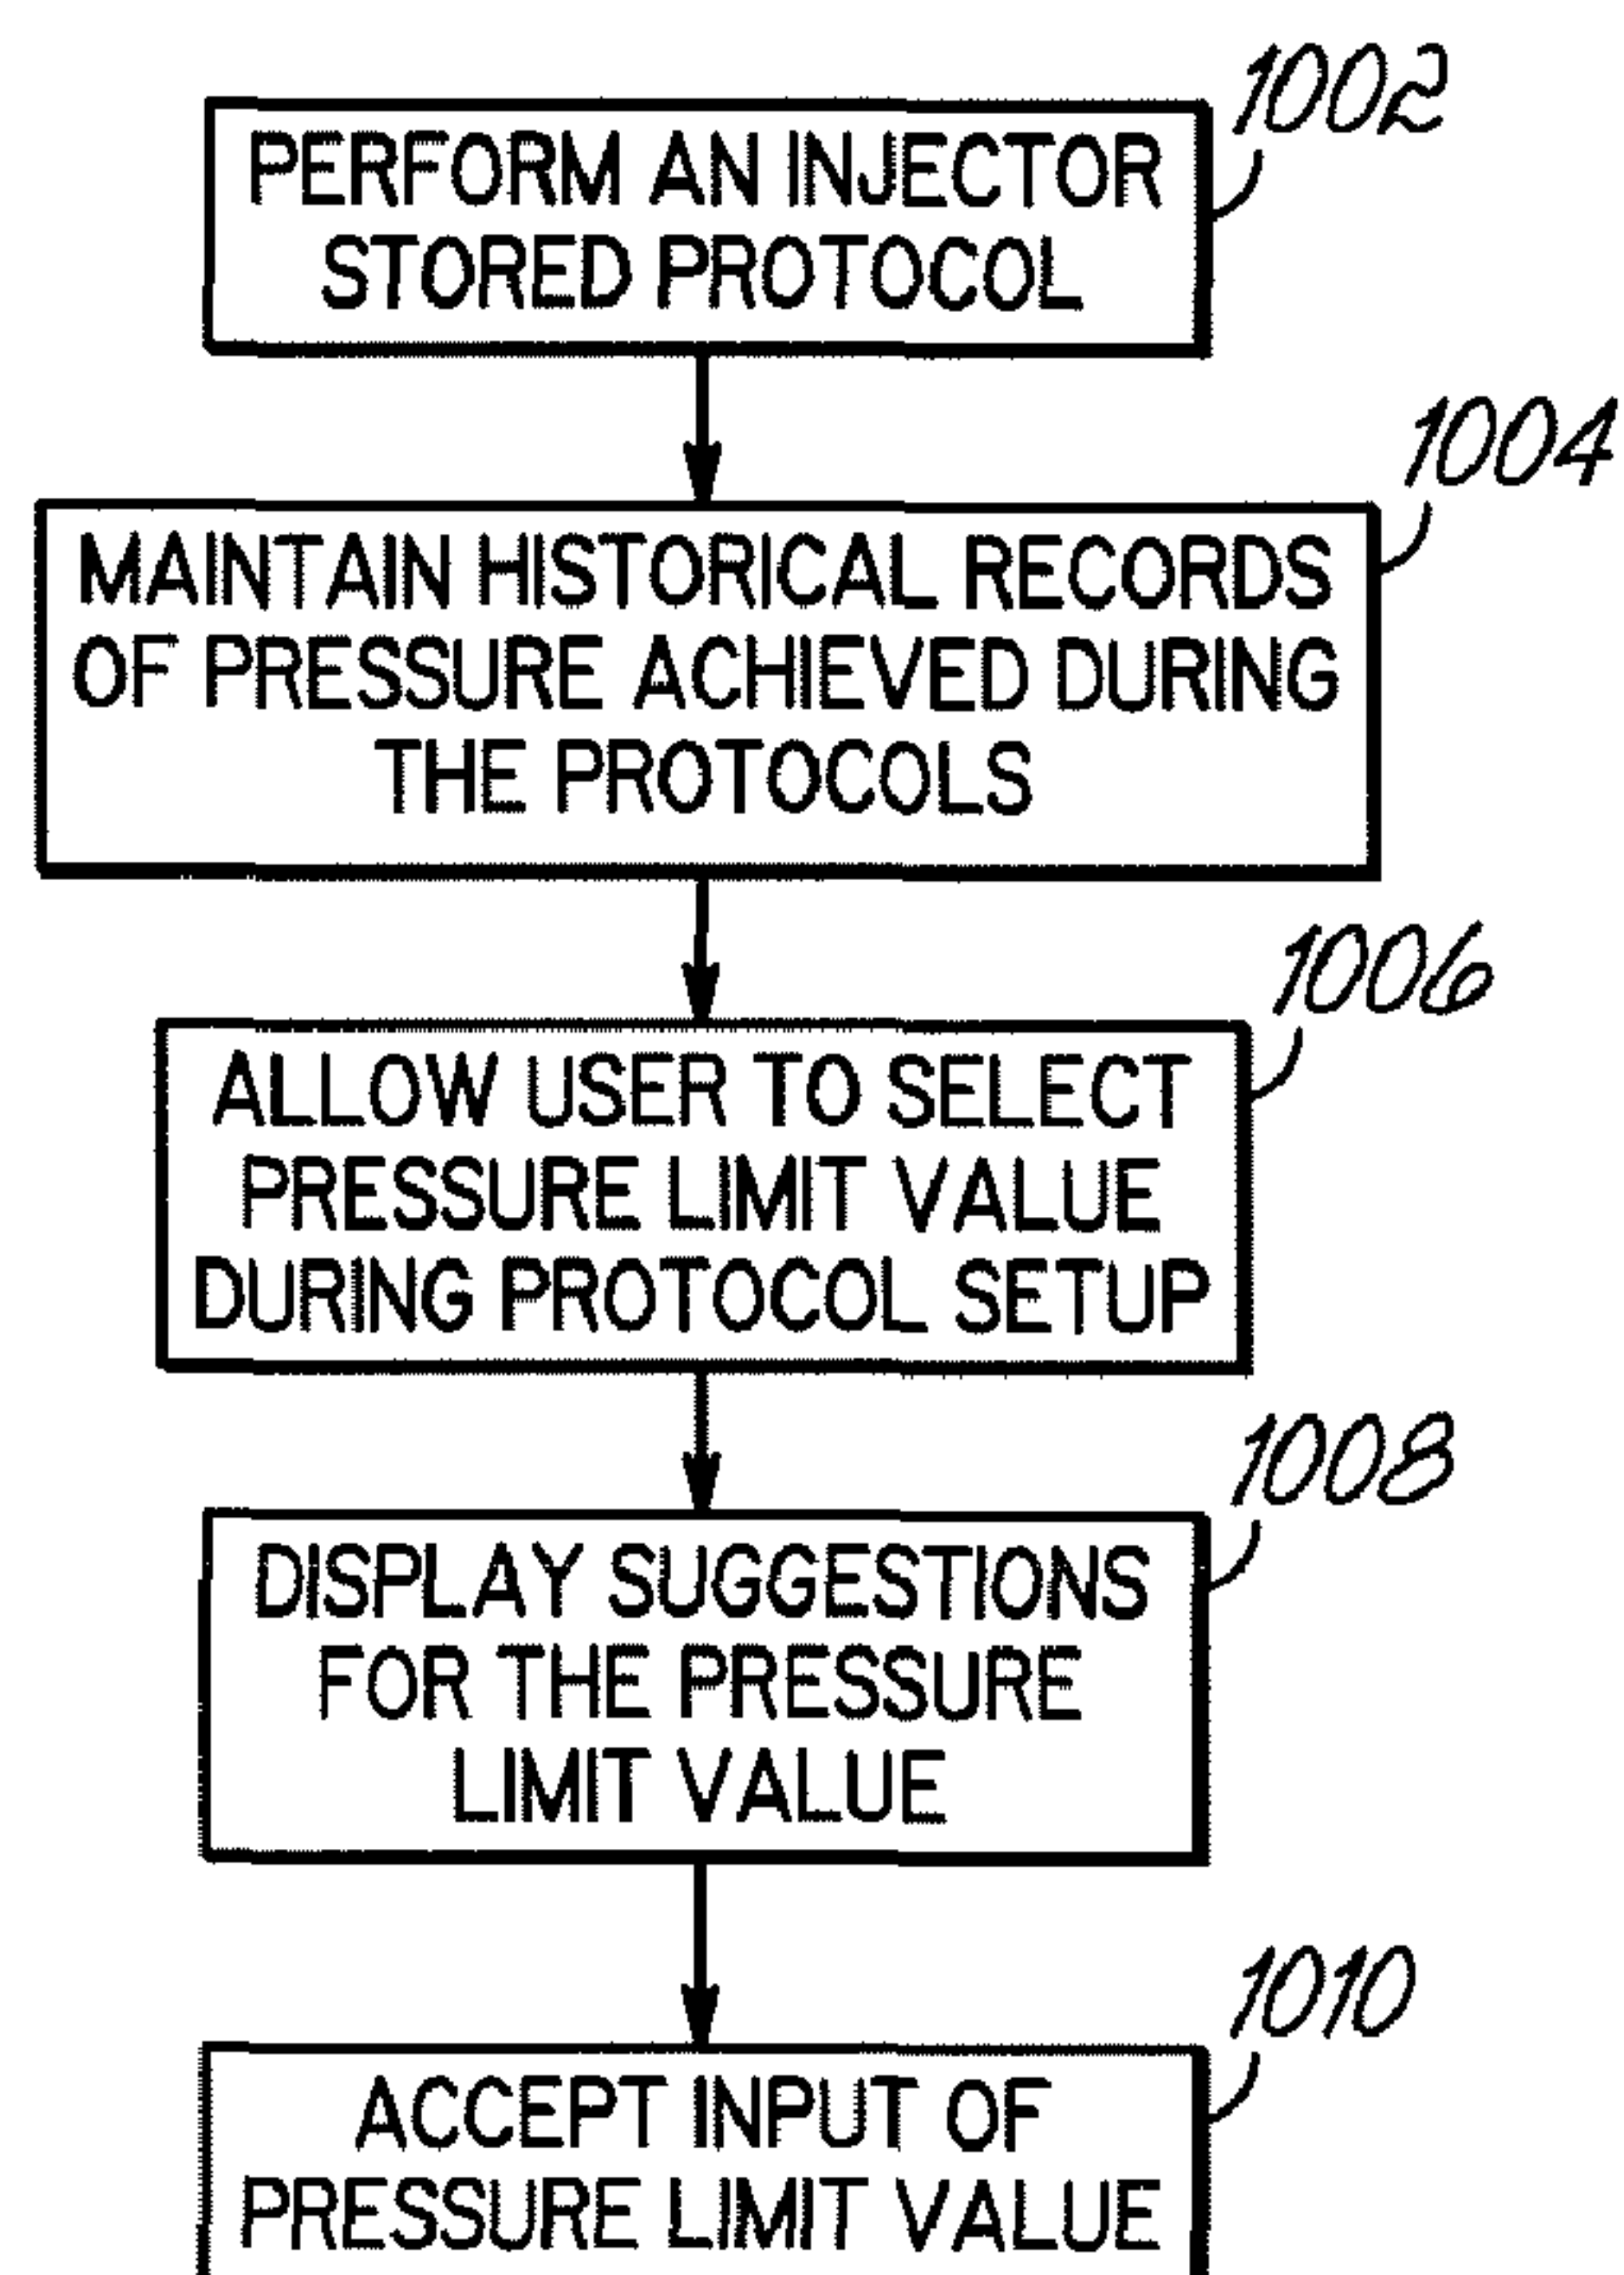 1002
PERFORM AN INJECTOR
STORED PROTOCOL
1004
MAINTAIN HISTORICAL RECORDS
OF PRESSURE ACHIEVED DURING
THE PROTOCOLS
1006
ALLOW USER TO SELECT
PRESSURE LIMIT VALUE
DURING PROTOCOL SETUP
1008
DISPLAY SUGGESTIONS
FOR THE PRESSURE
LIMIT VALUE
1010
ACCEPT INPUT OF
PRESSURE LIMIT VALUE